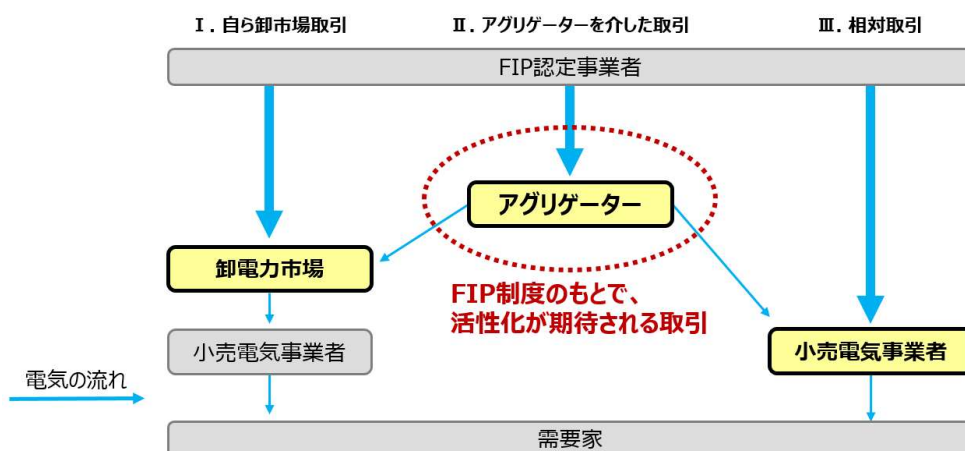 Ⅰ. 自ら卸市場取引
Ⅱ. アグリゲーターを介した取引
Ⅲ. 相対取引
FIP認定事業者
アグリゲーター
卸電力市場
FIP制度のもとで、
活性化が期待される取引
小売電気事業者
小売電気事業者
電気の流れ
需要家